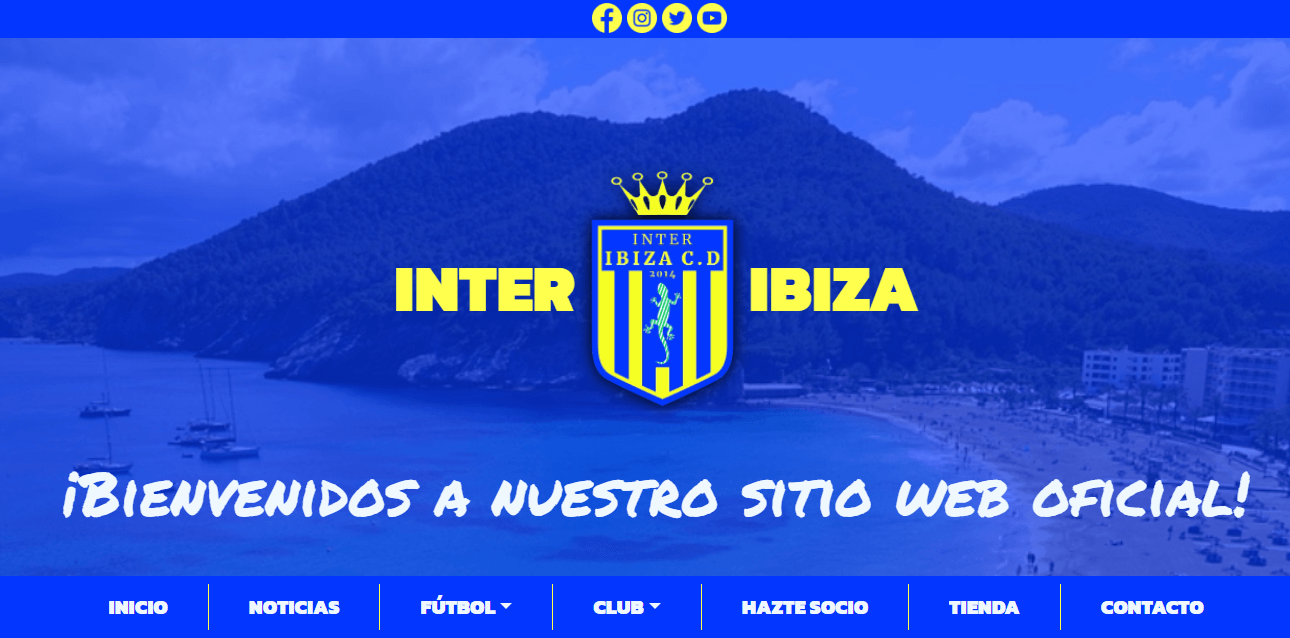 INTER
IBIZA C.D
2014
INTER IBIZA
¡Bienvenidos a nuestro sitio web oficial!
INICIO NOTICIAS FÚTBOL CLUB HAZTE SOCIO TIENDA CONTACTO